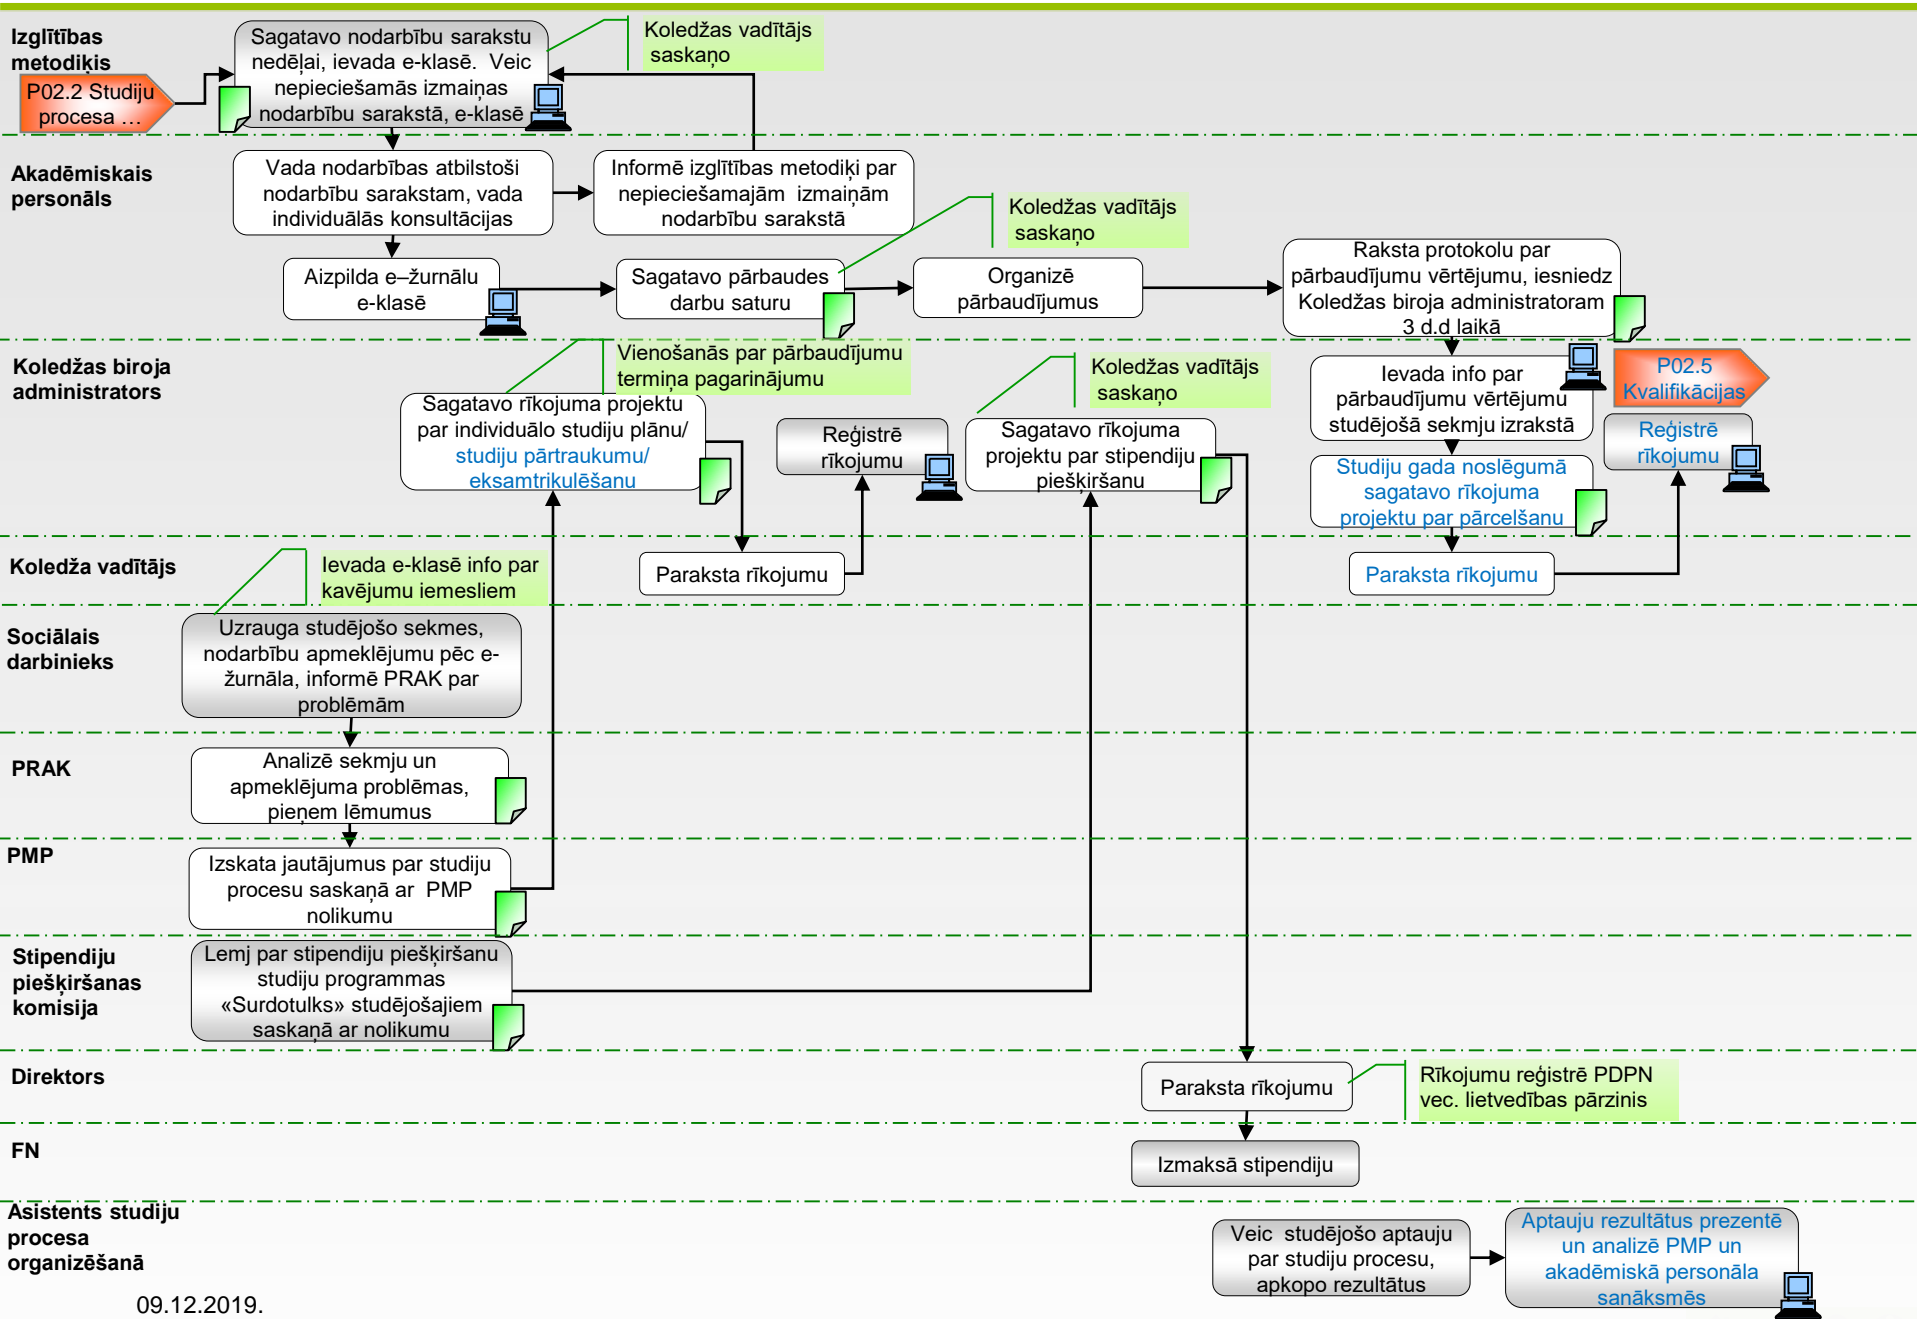 Izglītības
metodiķis
P02.2 Studiju
procesa …
Sagatavo nodarbību sarakstu
nedēļai, ievada e-klasē. Veic
nepieciešamās izmaiņas
nodarbību sarakstā, e-klasē
Koledžas vadītājs
saskaņo
Akadēmiskais
personāls
Vada nodarbības atbilstoši
nodarbību sarakstam, vada
individuālās konsultācijas
Informē izglītības metodiķi par
nepieciešamajām izmaiņām
nodarbību sarakstā
Koledžas vadītājs
saskaņo
Aizpilda e–žurnālu
e-klasē
Sagatavo pārbaudes
darbu saturu
Organizē
pārbaudījumus
Raksta protokolu par
pārbaudījumu vērtējumu, iesniedz
Koledžas biroja administratoram
3 d.d laikā
Koledžas biroja
administrators
Vienošanās par pārbaudījumu
termiņa pagarinājumu
Sagatavo rīkojuma projektu
par individuālo studiju plānu/
studiju pārtraukumu/
eksamtrikulēšanu
Reģistrē
rīkojumu
Koledžas vadītājs
saskaņo
Sagatavo rīkojuma
projektu par stipendiju
piešķiršanu
Ievada info par
pārbaudījumu vērtējumu
studējošā sekmju izrakstā
P02.5
Kvalifikācijas
Reģistrē
rīkojumu
Studiju gada noslēgumā
sagatavo rīkojuma
projektu par pārcelšanu
Koledža vadītājs
Ievada e-klasē info par
kavējumu iemesliem
Paraksta rīkojumu
Paraksta rīkojumu
Sociālais
darbinieks
Uzrauga studējošo sekmes,
nodarbību apmeklējumu pēc e-
žurnāla, informē PRAK par
problēmām
PRAK
Analizē sekmju un
apmeklējuma problēmas,
pieņem lēmumus
PMP
Izskata jautājumus par studiju
procesu saskaņā ar PMP
nolikumu
Stipendiju
piešķiršanas
komisija
Lemj par stipendiju piešķiršanu
studiju programmas
«Surdotulks» studējošajiem
saskaņā ar nolikumu
Direktors
Paraksta rīkojumu
Rīkojumu reģistrē PDPN
vec. lietvedības pārzinis
FN
Izmaksā stipendiju
Asistents studiju
procesa
organizēšanā
Veic studējošo aptauju
par studiju procesu,
apkopo rezultātus
Aptauju rezultātus prezentē
un analizē PMP un
akadēmiskā personāla
sanāksmēs
09.12.2019.